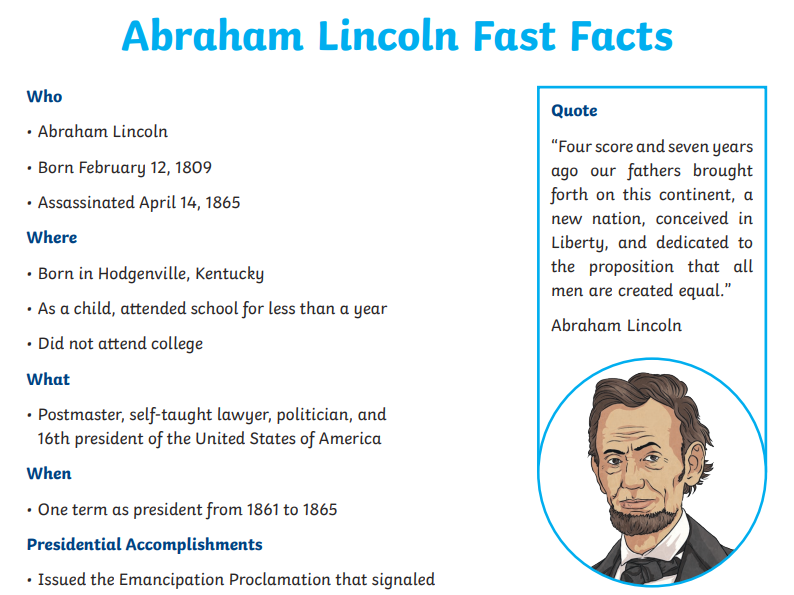 Abraham Lincoln Fast Facts
Who
• Abraham Lincoln
• Born February 12, 1809
• Assassinated April 14, 1865
Where
• Born in Hodgenville, Kentucky
• As a child, attended school for less than a year
• Did not attend college
What
• Postmaster, self-taught lawyer, politician, and
16th president of the United States of America
When
• One term as president from 1861 to 1865
Presidential Accomplishments
• Issued the Emancipation Proclamation that signaled
Quote
“Four score and seven years
ago our fathers brought
forth on this continent, a
new nation, conceived in
Liberty, and dedicated to
the proposition that all
men are created equal.”
Abraham Lincoln